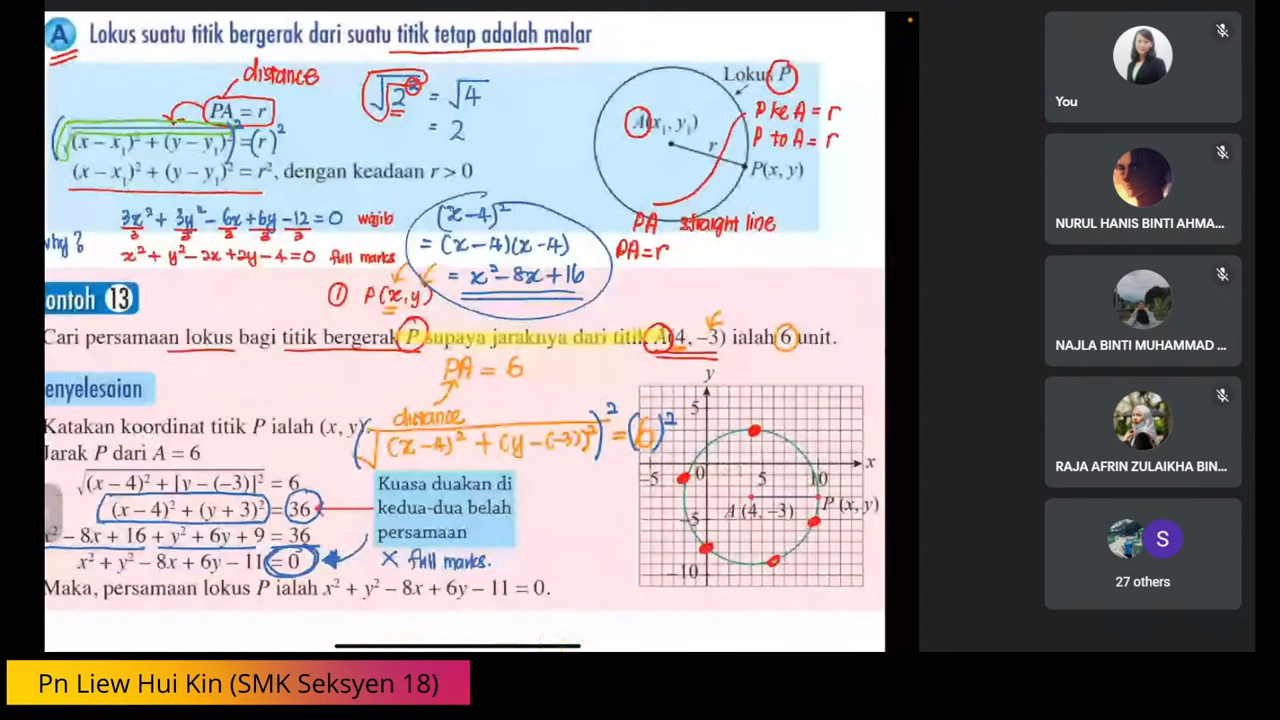 A Lokus suatu titik bergerak dari suatu titik tetap adalah malar
distance
PA = r
(√(x – x₁)² + (y – y₁)²)² = (r)²
(x – x₁)² + (y – y₁)² = r², dengan keadaan r > 0
√2² = √4
= 2
Lokus P
A(x₁, y₁)
r
P(x, y)
P ke A = r
P to A = r
PA straight line
PA = r
3x²/3 + 3y²/3 – 6x/3 + 6y/3 – 12/3 = 0 wajib
why?
x² + y² – 2x + 2y – 4 = 0 full marks
(x – 4)²
= (x – 4)(x – 4)
= x² – 8x + 16
① P(x, y)
ontoh 13
Cari persamaan lokus bagi titik bergerak P supaya jaraknya dari titik A(4, –3) ialah 6 unit.
PA = 6
distance
(√(x – 4)² + (y – (–3))²)² = (6)²
enyelesaian
Katakan koordinat titik P ialah (x, y).
Jarak P dari A = 6
√(x – 4)² + [y – (–3)]² = 6
(x – 4)² + (y + 3)² = 36
x² – 8x + 16 + y² + 6y + 9 = 36
x² + y² – 8x + 6y – 11 = 0
Maka, persamaan lokus P ialah x² + y² – 8x + 6y – 11 = 0.
Kuasa duakan di
kedua-dua belah
persamaan
X full marks.
y
5
–5
0
5
10
x
A (4, –3)
P (x, y)
–5
–10
You
NURUL HANIS BINTI AHMA...
NAJLA BINTI MUHAMMAD ...
RAJA AFRIN ZULAIKHA BIN...
S
27 others
Pn Liew Hui Kin (SMK Seksyen 18)